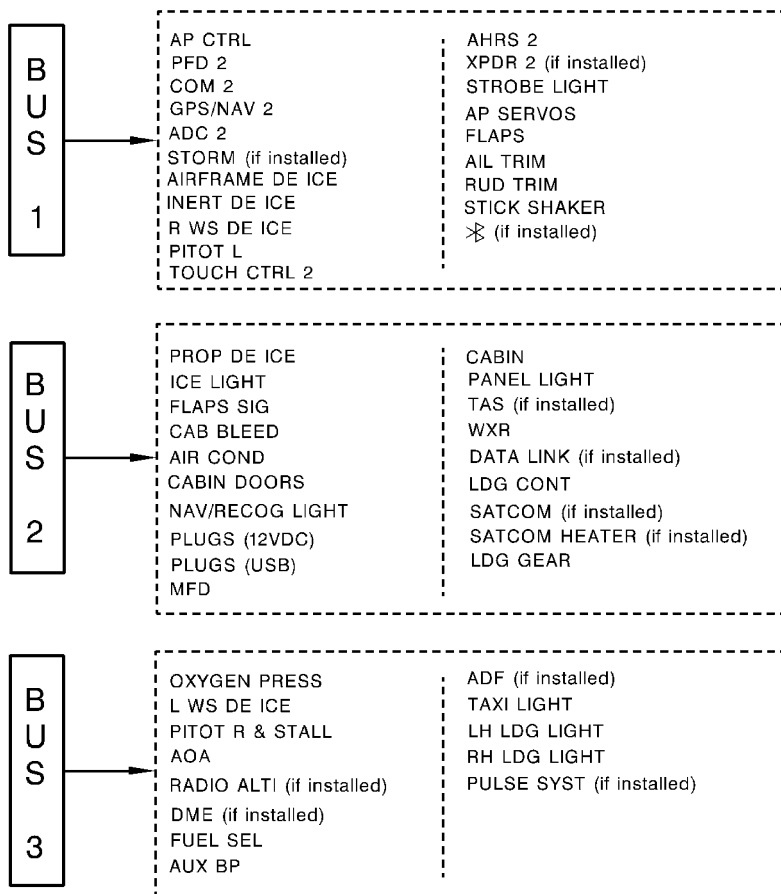 BUS 1
AP CTRL
PFD 2
COM 2
GPS/NAV 2
ADC 2
STORM (if installed)
AIRFRAME DE ICE
INERT DE ICE
R WS DE ICE
PITOT L
TOUCH CTRL 2
AHRS 2
XPDR 2 (if installed)
STROBE LIGHT
AP SERVOS
FLAPS
AIL TRIM
RUD TRIM
STICK SHAKER
(if installed)
BUS 2
PROP DE ICE
ICE LIGHT
FLAPS SIG
CAB BLEED
AIR COND
CABIN DOORS
NAV/RECOG LIGHT
PLUGS (12VDC)
PLUGS (USB)
MFD
CABIN
PANEL LIGHT
TAS (if installed)
WXR
DATA LINK (if installed)
LDG CONT
SATCOM (if installed)
SATCOM HEATER (if installed)
LDG GEAR
BUS 3
OXYGEN PRESS
L WS DE ICE
PITOT R & STALL
AOA
RADIO ALTI (if installed)
DME (if installed)
FUEL SEL
AUX BP
ADF (if installed)
TAXI LIGHT
LH LDG LIGHT
RH LDG LIGHT
PULSE SYST (if installed)